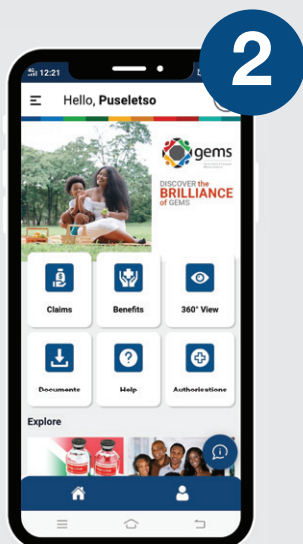 2
12:21
Hello, Puseletso
gems
DISCOVER the
BRILLIANCE
of GEMS
Claims
Benefits
360° View
Documents
Help
Authorisations
Explore